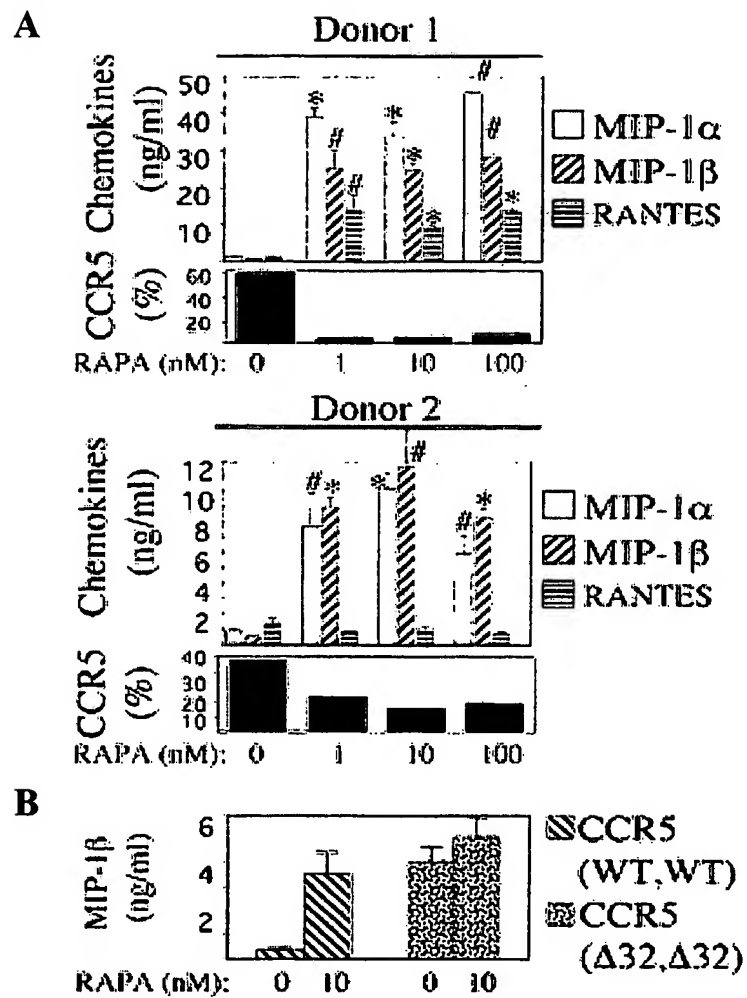 A
Donor 1
Chemokines
(ng/ml)
50
40
30
20
10
* # # * * * # # *
MIP-1α
MIP-1β
RANTES
CCR5
(%)
60
40
20
RAPA (nM): 0 1 10 100
Donor 2
Chemokines
(ng/ml)
12
10
8
6
4
2
# * * # # *
MIP-1α
MIP-1β
RANTES
CCR5
(%)
40
30
20
10
RAPA (nM): 0 1 10 100
B
MIP-1β
(ng/ml)
6
4
2
CCR5
(WT,WT)
CCR5
(Δ32,Δ32)
RAPA (nM): 0 10 0 10